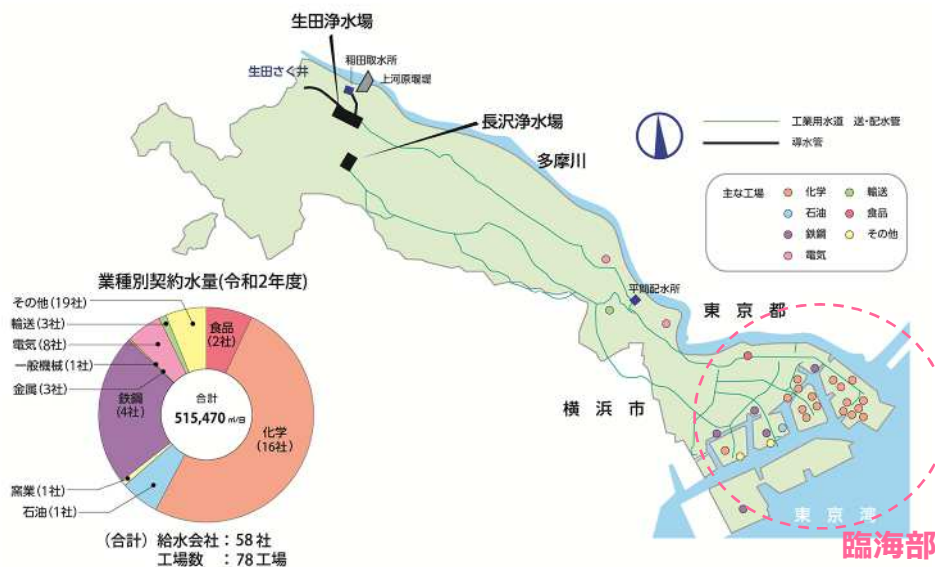 生田浄水場
稲田取水所
生田さく井
上河原堰堤
長沢浄水場
多摩川
工業用水道 送・配水管
導水管
主な工場
化学
輸送
石油
食品
鉄鋼
その他
電気
平間配水所
東京都
横浜市
東京湾
臨海部
業種別契約水量(令和2年度)
その他(19社)
輸送(3社)
電気(8社)
一般機械(1社)
金属(3社)
鉄鋼
(4社)
窯業(1社)
石油(1社)
食品
(2社)
化学
(16社)
合計
515,470 ㎥/日
(合計) 給水会社:58社
工場数 :78工場